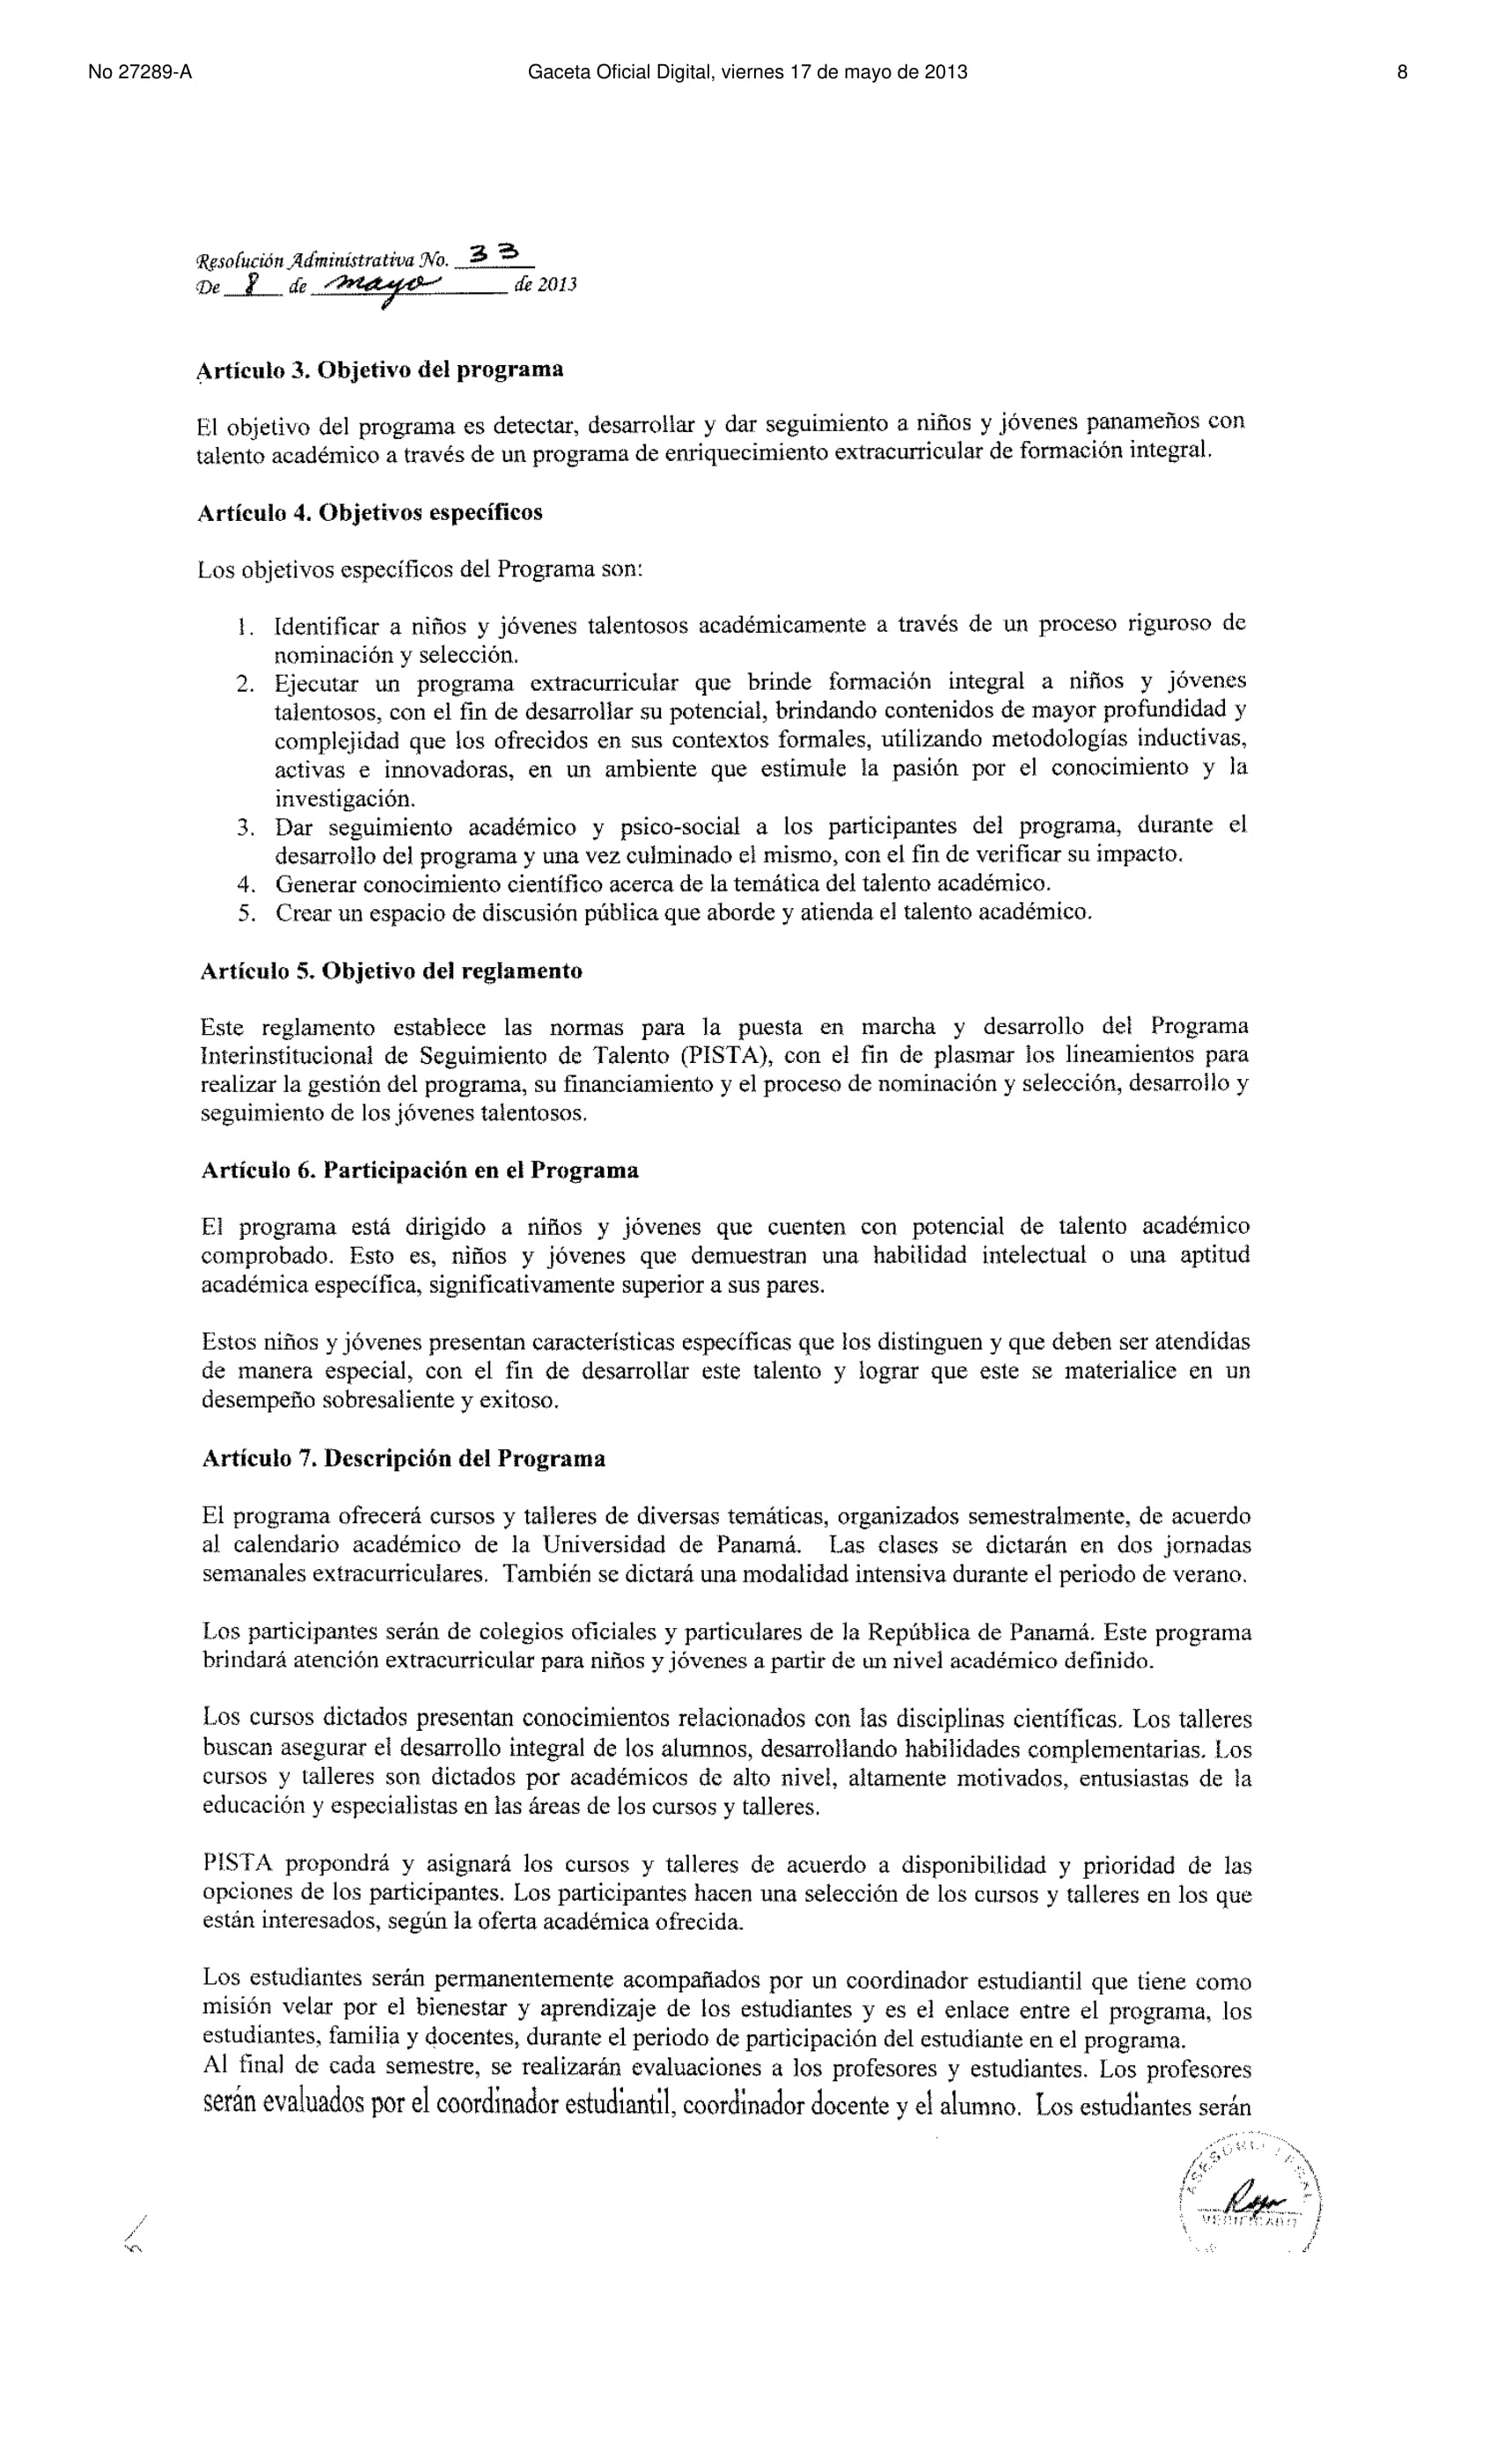 No 27289-A Gaceta Oficial Digital, viernes 17 de mayo de 2013 8
Resolución Administrativa No. 33
De 8 de mayo de 2013
Artículo 3. Objetivo del programa
El objetivo del programa es detectar, desarrollar y dar seguimiento a niños y jóvenes panameños con
talento académico a través de un programa de enriquecimiento extracurricular de formación integral.
Artículo 4. Objetivos específicos
Los objetivos específicos del Programa son:
1. Identificar a niños y jóvenes talentosos académicamente a través de un proceso riguroso de
nominación y selección.
2. Ejecutar un programa extracurricular que brinde formación integral a niños y jóvenes
talentosos, con el fin de desarrollar su potencial, brindando contenidos de mayor profundidad y
complejidad que los ofrecidos en sus contextos formales, utilizando metodologías inductivas,
activas e innovadoras, en un ambiente que estimule la pasión por el conocimiento y la
investigación.
3. Dar seguimiento académico y psico-social a los participantes del programa, durante el
desarrollo del programa y una vez culminado el mismo, con el fin de verificar su impacto.
4. Generar conocimiento científico acerca de la temática del talento académico.
5. Crear un espacio de discusión pública que aborde y atienda el talento académico.
Artículo 5. Objetivo del reglamento
Este reglamento establece las normas para la puesta en marcha y desarrollo del Programa
Interinstitucional de Seguimiento de Talento (PISTA), con el fin de plasmar los lineamientos para
realizar la gestión del programa, su financiamiento y el proceso de nominación y selección, desarrollo y
seguimiento de los jóvenes talentosos.
Artículo 6. Participación en el Programa
El programa está dirigido a niños y jóvenes que cuenten con potencial de talento académico
comprobado. Esto es, niños y jóvenes que demuestran una habilidad intelectual o una aptitud
académica específica, significativamente superior a sus pares.
Estos niños y jóvenes presentan características específicas que los distinguen y que deben ser atendidas
de manera especial, con el fin de desarrollar este talento y lograr que este se materialice en un
desempeño sobresaliente y exitoso.
Artículo 7. Descripción del Programa
El programa ofrecerá cursos y talleres de diversas temáticas, organizados semestralmente, de acuerdo
al calendario académico de la Universidad de Panamá. Las clases se dictarán en dos jornadas
semanales extracurriculares. También se dictará una modalidad intensiva durante el periodo de verano.
Los participantes serán de colegios oficiales y particulares de la República de Panamá. Este programa
brindará atención extracurricular para niños y jóvenes a partir de un nivel académico definido.
Los cursos dictados presentan conocimientos relacionados con las disciplinas científicas. Los talleres
buscan asegurar el desarrollo integral de los alumnos, desarrollando habilidades complementarias. Los
cursos y talleres son dictados por académicos de alto nivel, altamente motivados, entusiastas de la
educación y especialistas en las áreas de los cursos y talleres.
PISTA propondrá y asignará los cursos y talleres de acuerdo a disponibilidad y prioridad de las
opciones de los participantes. Los participantes hacen una selección de los cursos y talleres en los que
están interesados, según la oferta académica ofrecida.
Los estudiantes serán permanentemente acompañados por un coordinador estudiantil que tiene como
misión velar por el bienestar y aprendizaje de los estudiantes y es el enlace entre el programa, los
estudiantes, familia y docentes, durante el periodo de participación del estudiante en el programa.
Al final de cada semestre, se realizarán evaluaciones a los profesores y estudiantes. Los profesores
serán evaluados por el coordinador estudiantil, coordinador docente y el alumno. Los estudiantes serán
VERIFICADO